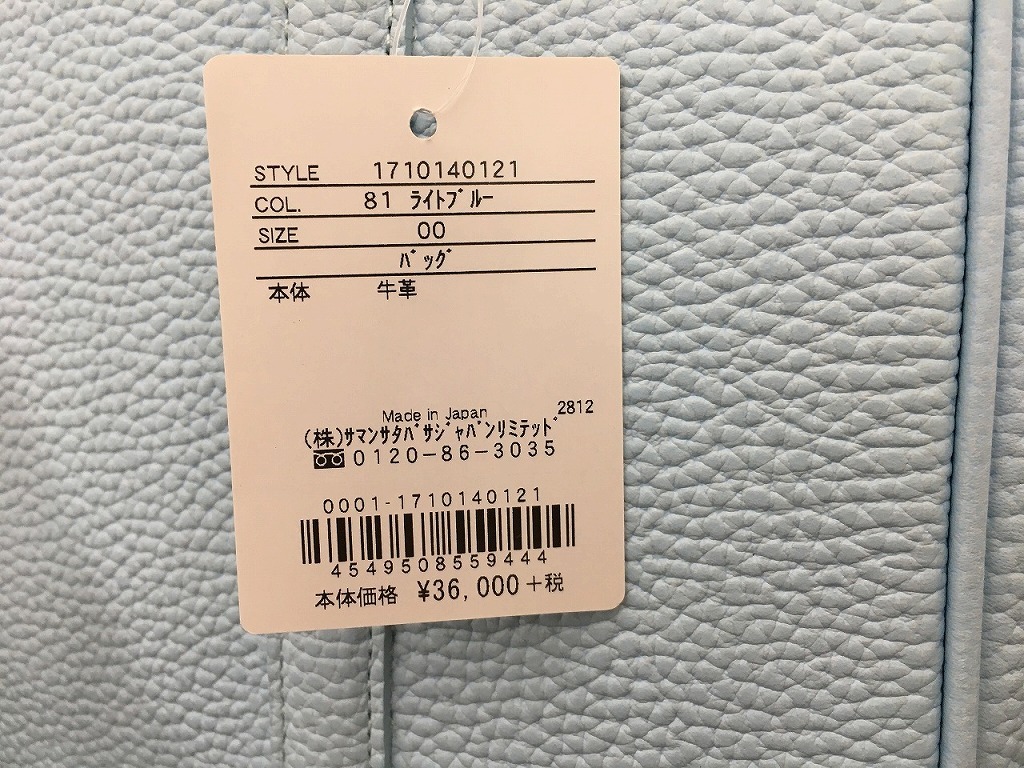 STYLE 1710140121
COL. 81 ﾗｲﾄﾌﾞﾙｰ
SIZE 00
ﾊﾞｯｸﾞ
本体 牛革
Made in Japan 2812
(株)ｻﾏﾝｻﾀﾊﾞｻｼﾞｬﾊﾟﾝﾘﾐﾃｯﾄﾞ
0120-86-3035
0001-1710140121
4549508559444
本体価格 ¥36,000+税